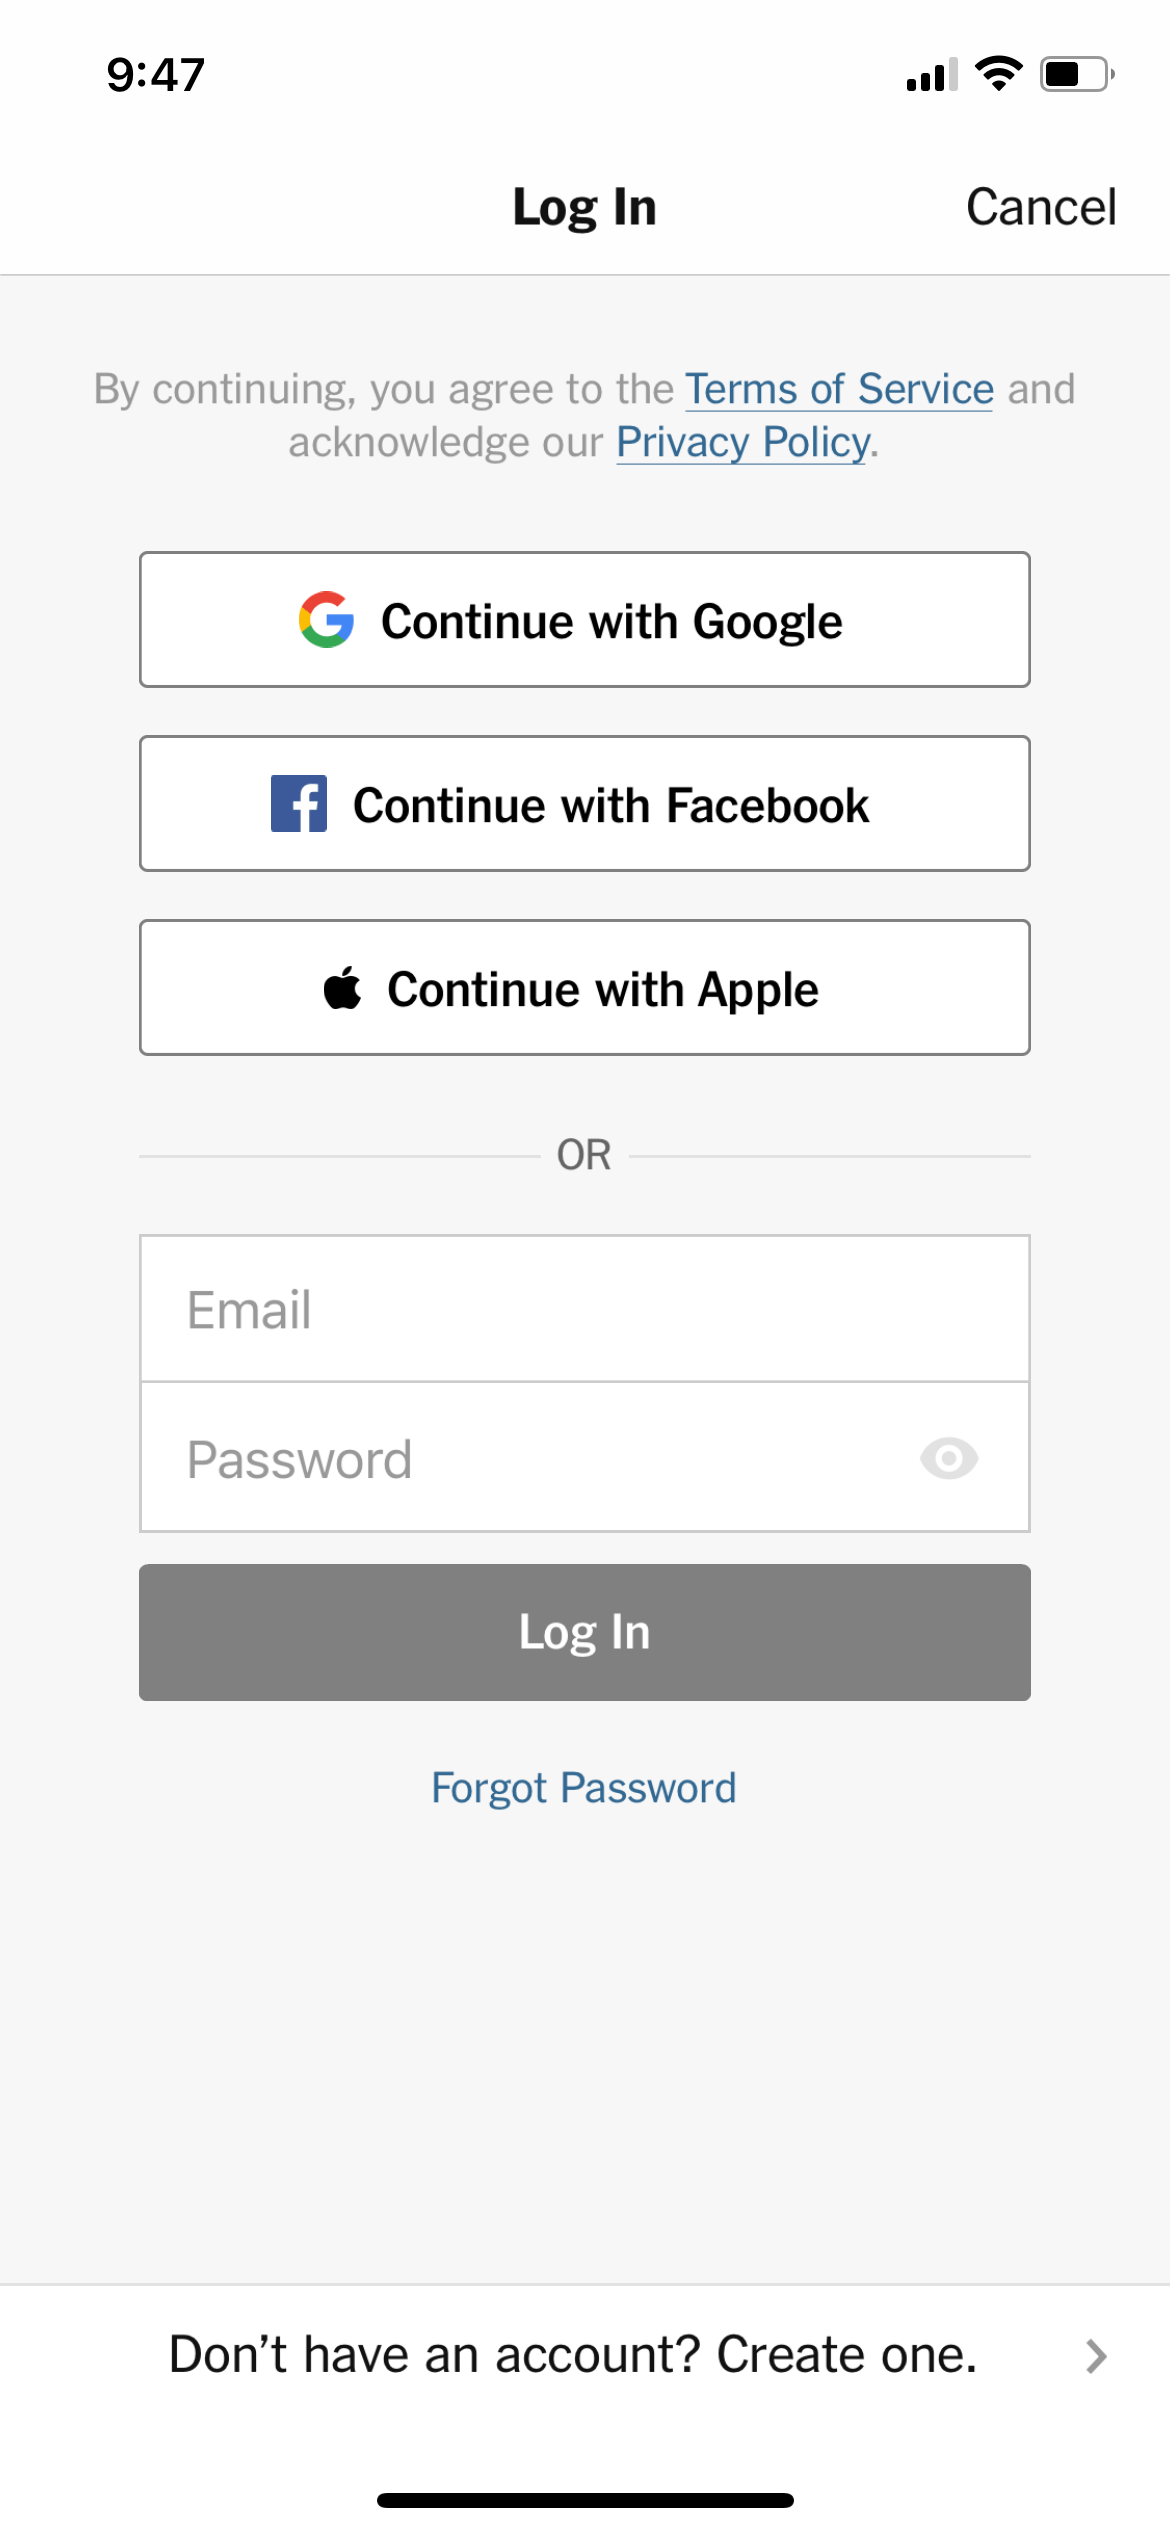 9:47
Log In
Cancel
By continuing, you agree to the Terms of Service and
acknowledge our Privacy Policy.
Continue with Google
Continue with Facebook
Continue with Apple
OR
Email
Password
Log In
Forgot Password
Don’t have an account? Create one.